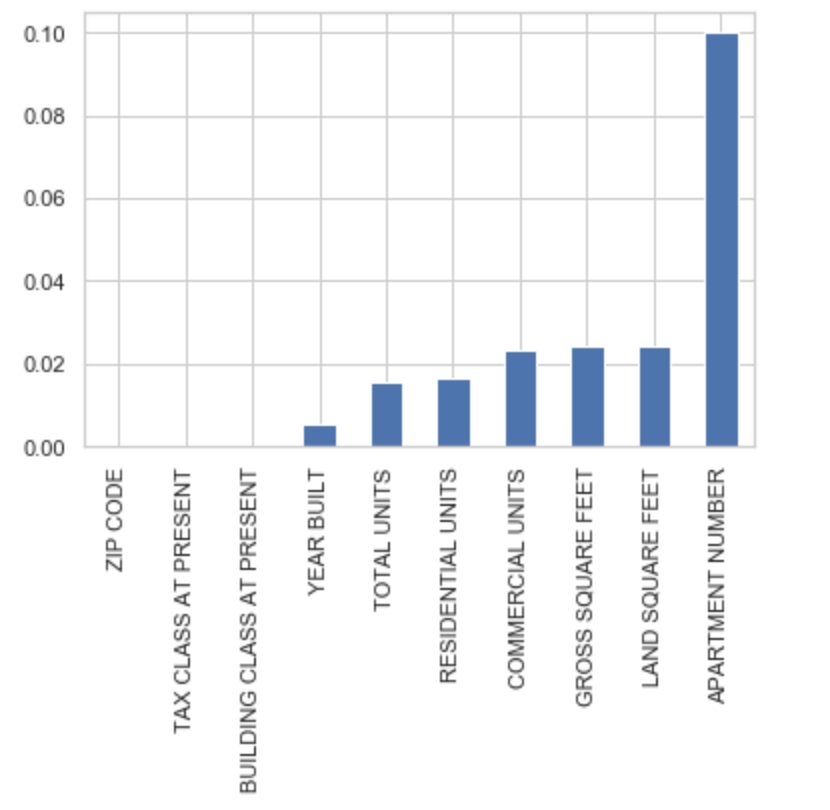 0.10
0.08
0.06
0.04
0.02
0.00
ZIP CODE
TAX CLASS AT PRESENT
BUILDING CLASS AT PRESENT
YEAR BUILT
TOTAL UNITS
RESIDENTIAL UNITS
COMMERCIAL UNITS
GROSS SQUARE FEET
LAND SQUARE FEET
APARTMENT NUMBER